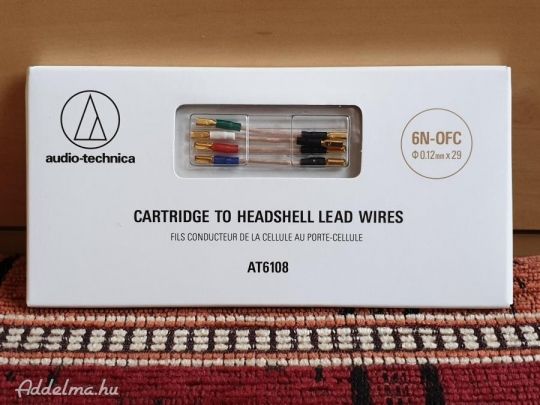 audio-technica
6N-OFC
Φ0.12mm x 29
CARTRIDGE TO HEADSHELL LEAD WIRES
FILS CONDUCTEUR DE LA CELLULE AU PORTE-CELLULE
AT6108
Addelma.hu